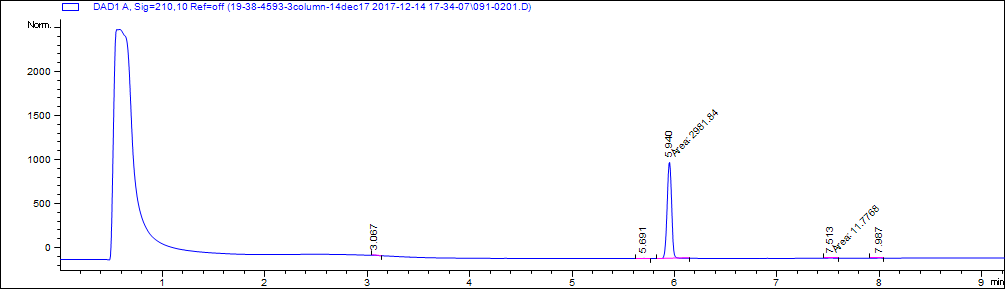 DAD1 A, Sig=210,10 Ref=off (19-38-4593-3column-14dec17 2017-12-14 17-34-07\091-0201.D)
Norm.
2000
1500
1000
500
0
3.067
5.691
5.940
Area: 2981.84
7.513
Area: 11.7768
7.987
1 2 3 4 5 6 7 8 9 min